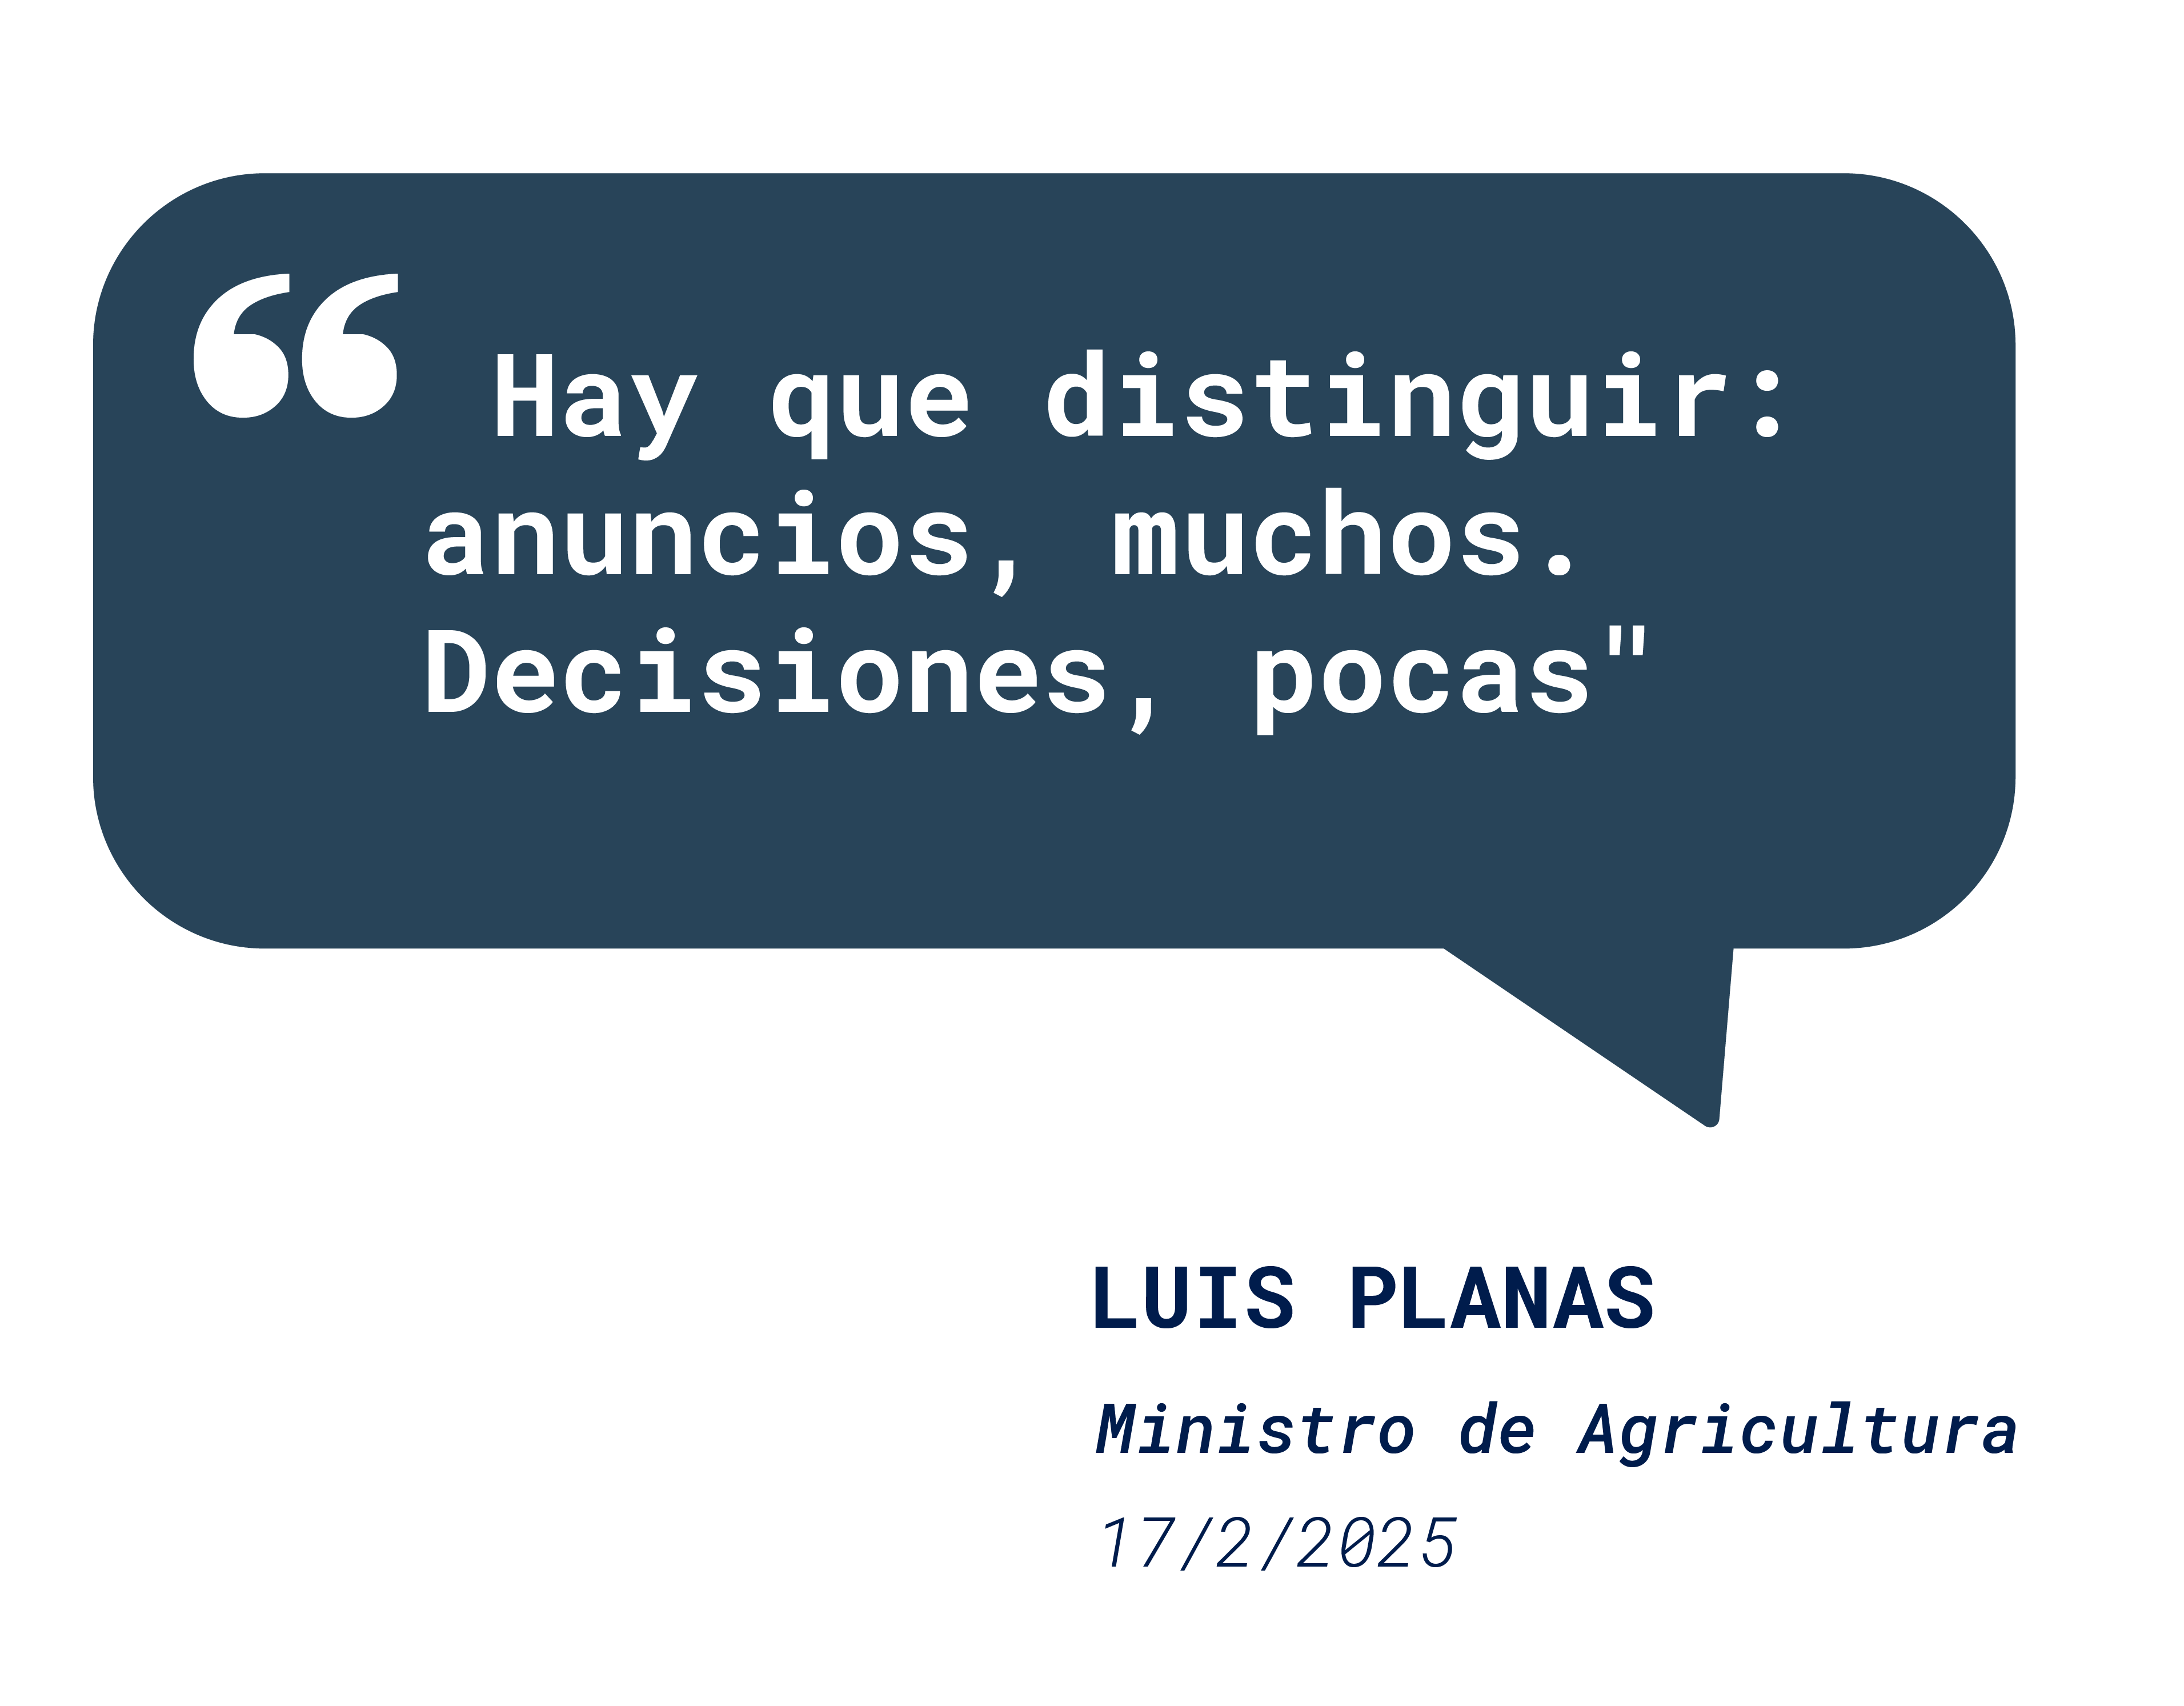 “ Hay que distinguir:
anuncios, muchos.
Decisiones, pocas"
LUIS PLANAS
Ministro de Agricultura
17/2/2025